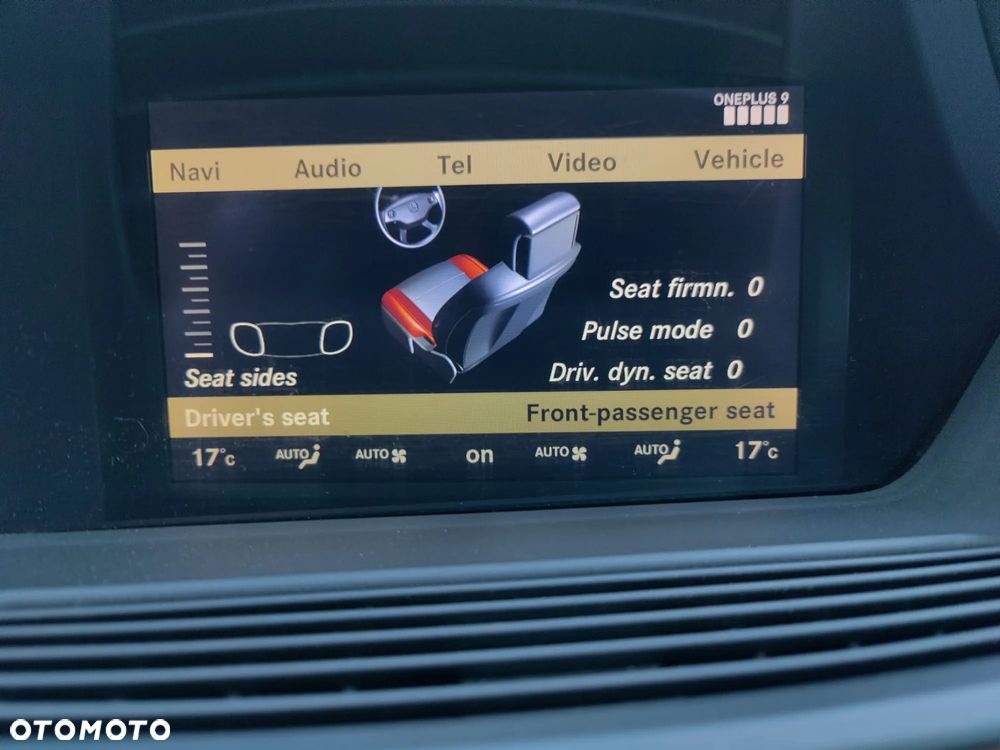 ONEPLUS 9
Navi Audio Tel Video Vehicle
Seat firmn. 0
Pulse mode 0
Driv. dyn. seat 0
Seat sides
Driver's seat Front-passenger seat
17°c AUTO AUTO on AUTO AUTO 17°c
OTOMOTO